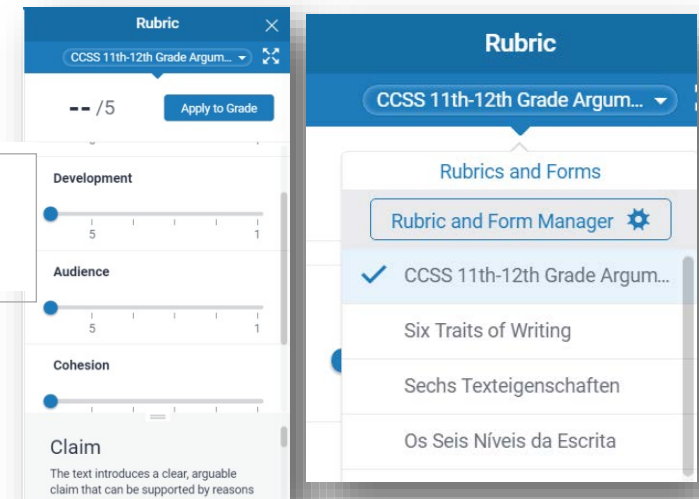 Rubric
CCSS 11th-12th Grade Argum...
-- /5
Apply to Grade
Development
5 1
Audience
5 1
Cohesion
Claim
The text introduces a clear, arguable
claim that can be supported by reasons
Rubric
CCSS 11th-12th Grade Argum...
Rubrics and Forms
Rubric and Form Manager
CCSS 11th-12th Grade Argum...
Six Traits of Writing
Sechs Texteigenschaften
Os Seis Níveis da Escrita